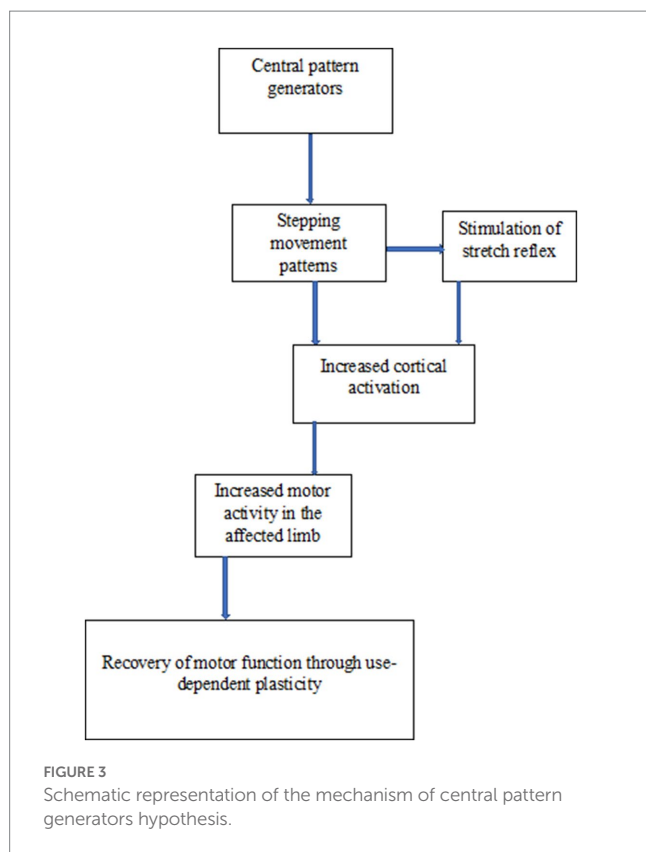 Central pattern
generators
Stepping
movement
patterns
Stimulation of
stretch reflex
Increased cortical
activation
Increased motor
activity in the
affected limb
Recovery of motor function through use-
dependent plasticity
FIGURE 3
Schematic representation of the mechanism of central pattern
generators hypothesis.